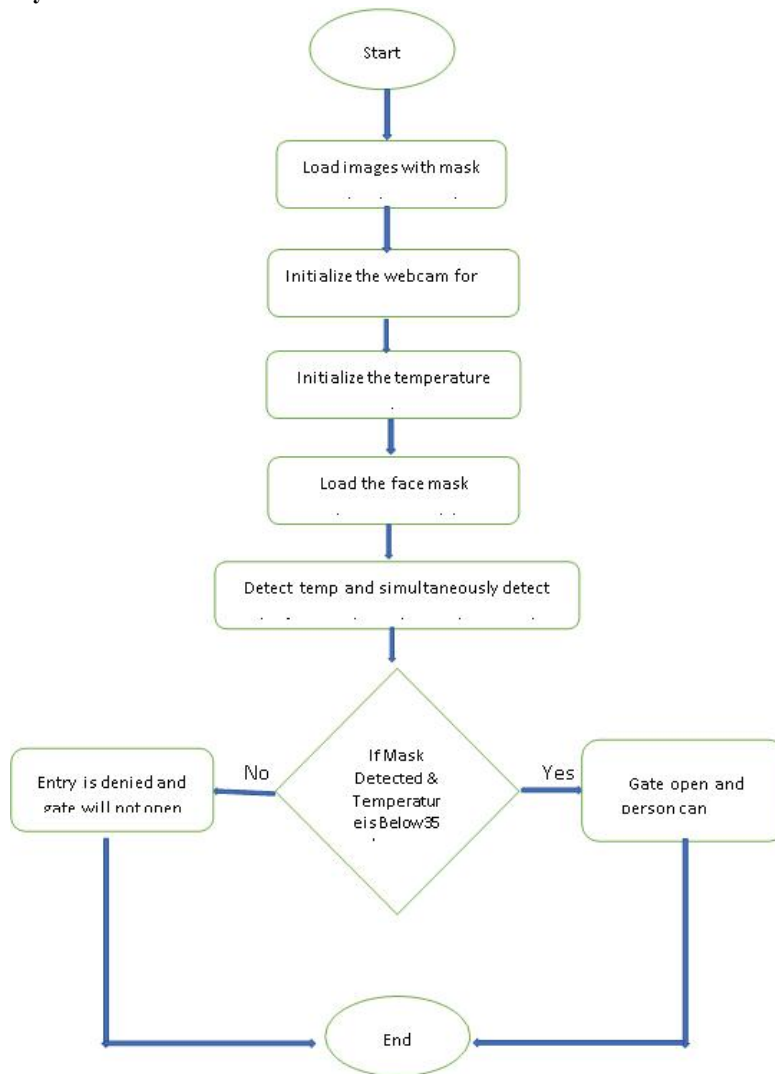 Start
Load images with mask
Initialize the webcam for
Initialize the temperature
Load the face mask
Detect temp and simultaneously detect
If Mask
Detected &
Temperatur
e is Below35
No
Yes
Entry is denied and
gate will not open
Gate open and
person can
End